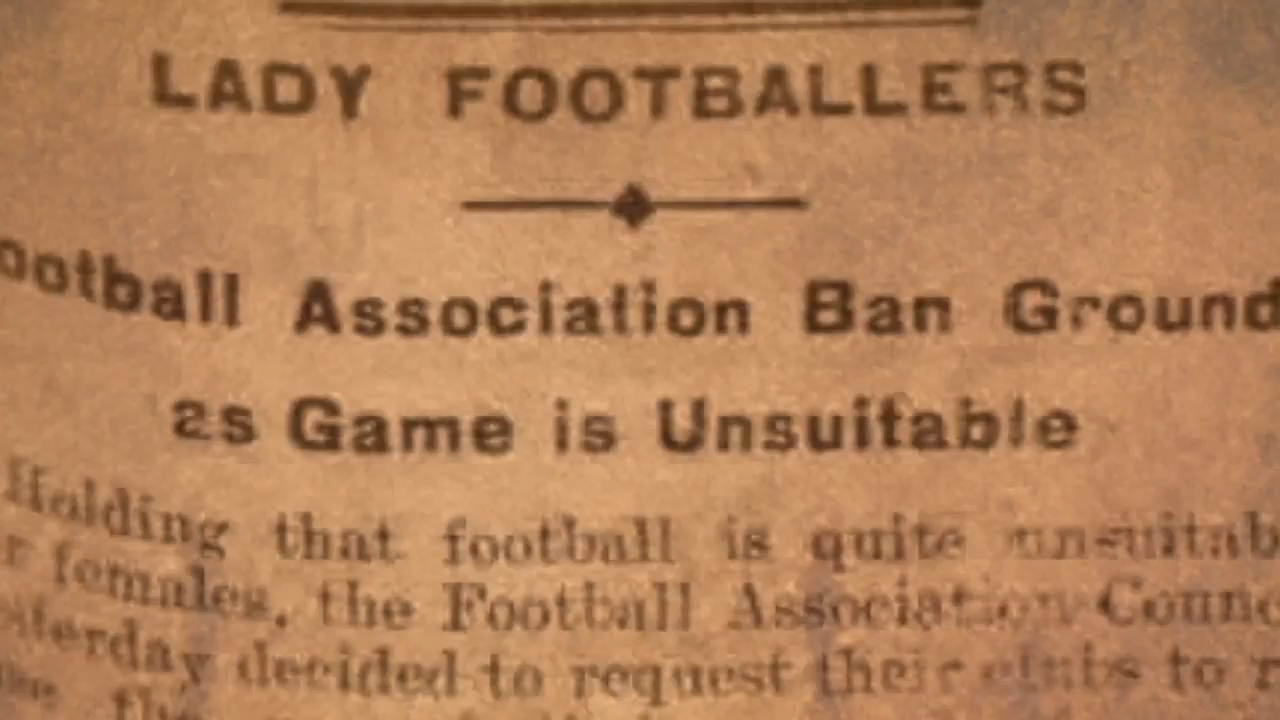 LADY FOOTBALLERS
ootball Association Ban Ground
as Game is Unsuitable
Holding that football is quite unsuitab
r females, the Football Association Counc
sterday decided to request their clubs to r